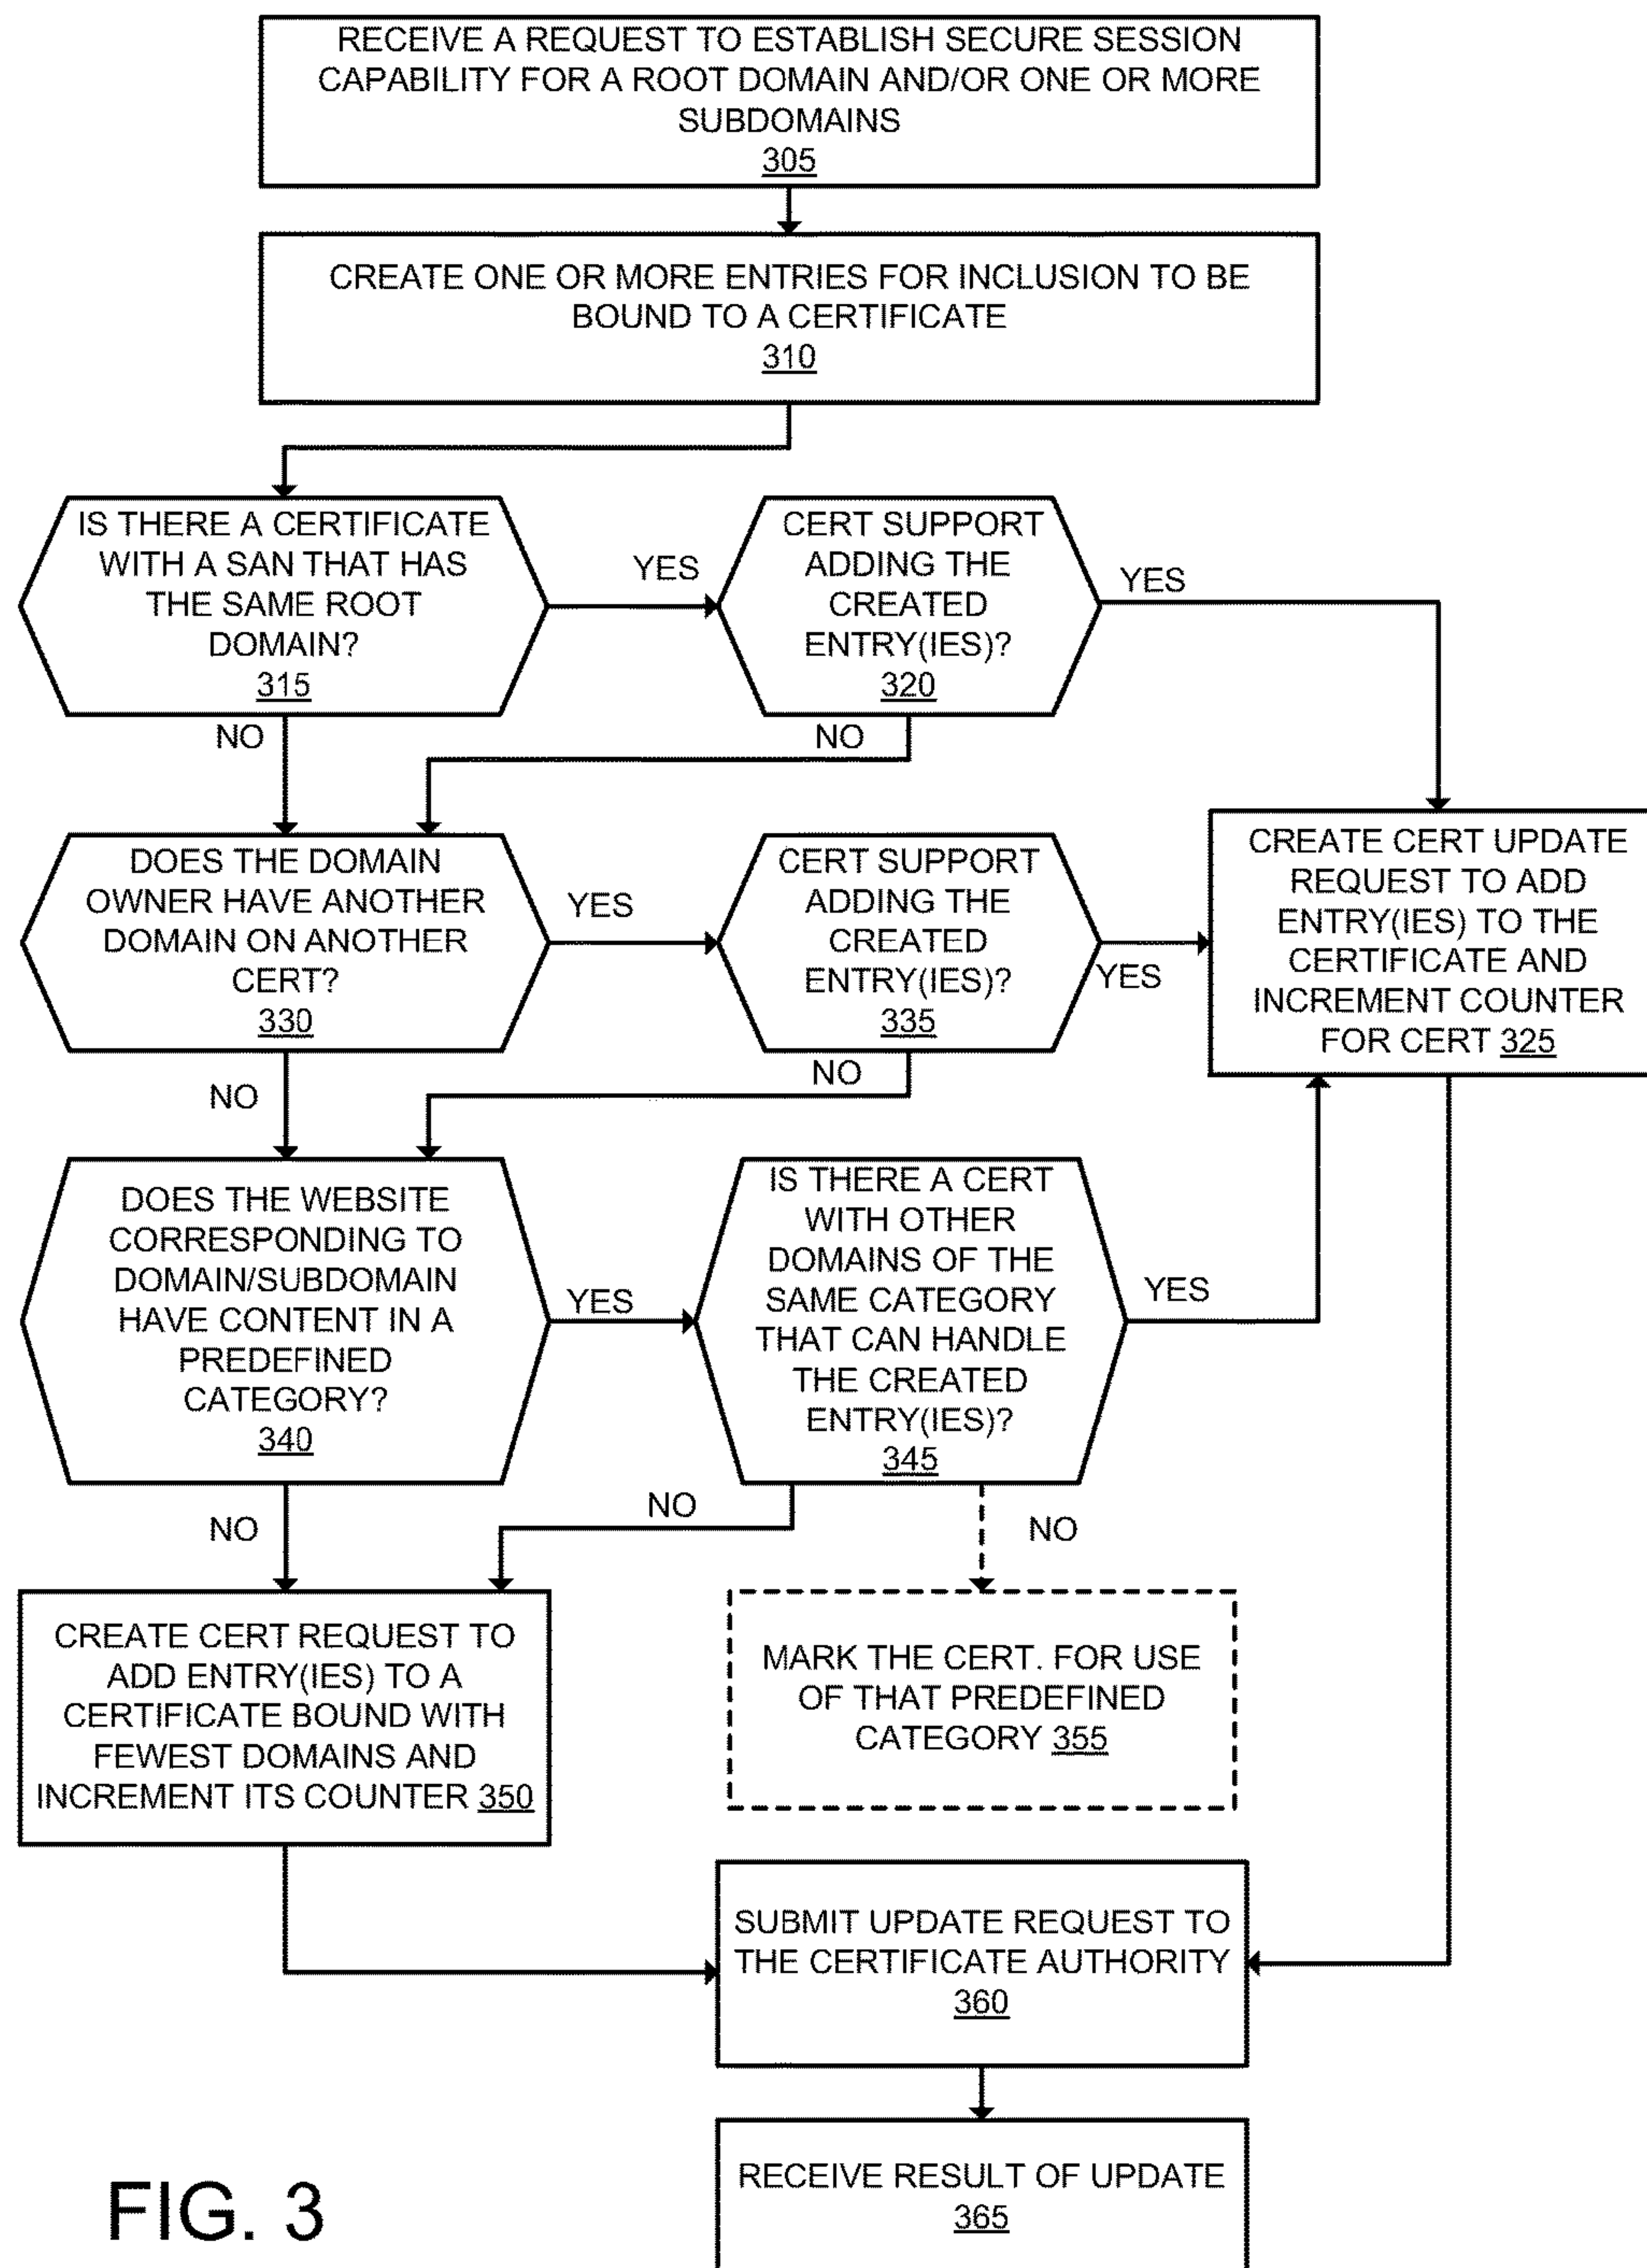 RECEIVE A REQUEST TO ESTABLISH SECURE SESSION
CAPABILITY FOR A ROOT DOMAIN AND/OR ONE OR MORE
SUBDOMAINS
305
CREATE ONE OR MORE ENTRIES FOR INCLUSION TO BE
BOUND TO A CERTIFICATE
310
IS THERE A CERTIFICATE
WITH A SAN THAT HAS
THE SAME ROOT
DOMAIN?
315
YES
NO
CERT SUPPORT
ADDING THE
CREATED
ENTRY(IES)?
320
YES
NO
DOES THE DOMAIN
OWNER HAVE ANOTHER
DOMAIN ON ANOTHER
CERT?
330
YES
NO
CERT SUPPORT
ADDING THE
CREATED
ENTRY(IES)?
335
YES
NO
CREATE CERT UPDATE
REQUEST TO ADD
ENTRY(IES) TO THE
CERTIFICATE AND
INCREMENT COUNTER
FOR CERT 325
DOES THE WEBSITE
CORRESPONDING TO
DOMAIN/SUBDOMAIN
HAVE CONTENT IN A
PREDEFINED
CATEGORY?
340
YES
NO
IS THERE A CERT
WITH OTHER
DOMAINS OF THE
SAME CATEGORY
THAT CAN HANDLE
THE CREATED
ENTRY(IES)?
345
YES
NO
NO
CREATE CERT REQUEST TO
ADD ENTRY(IES) TO A
CERTIFICATE BOUND WITH
FEWEST DOMAINS AND
INCREMENT ITS COUNTER 350
MARK THE CERT. FOR USE
OF THAT PREDEFINED
CATEGORY 355
SUBMIT UPDATE REQUEST TO
THE CERTIFICATE AUTHORITY
360
RECEIVE RESULT OF UPDATE
365
FIG. 3